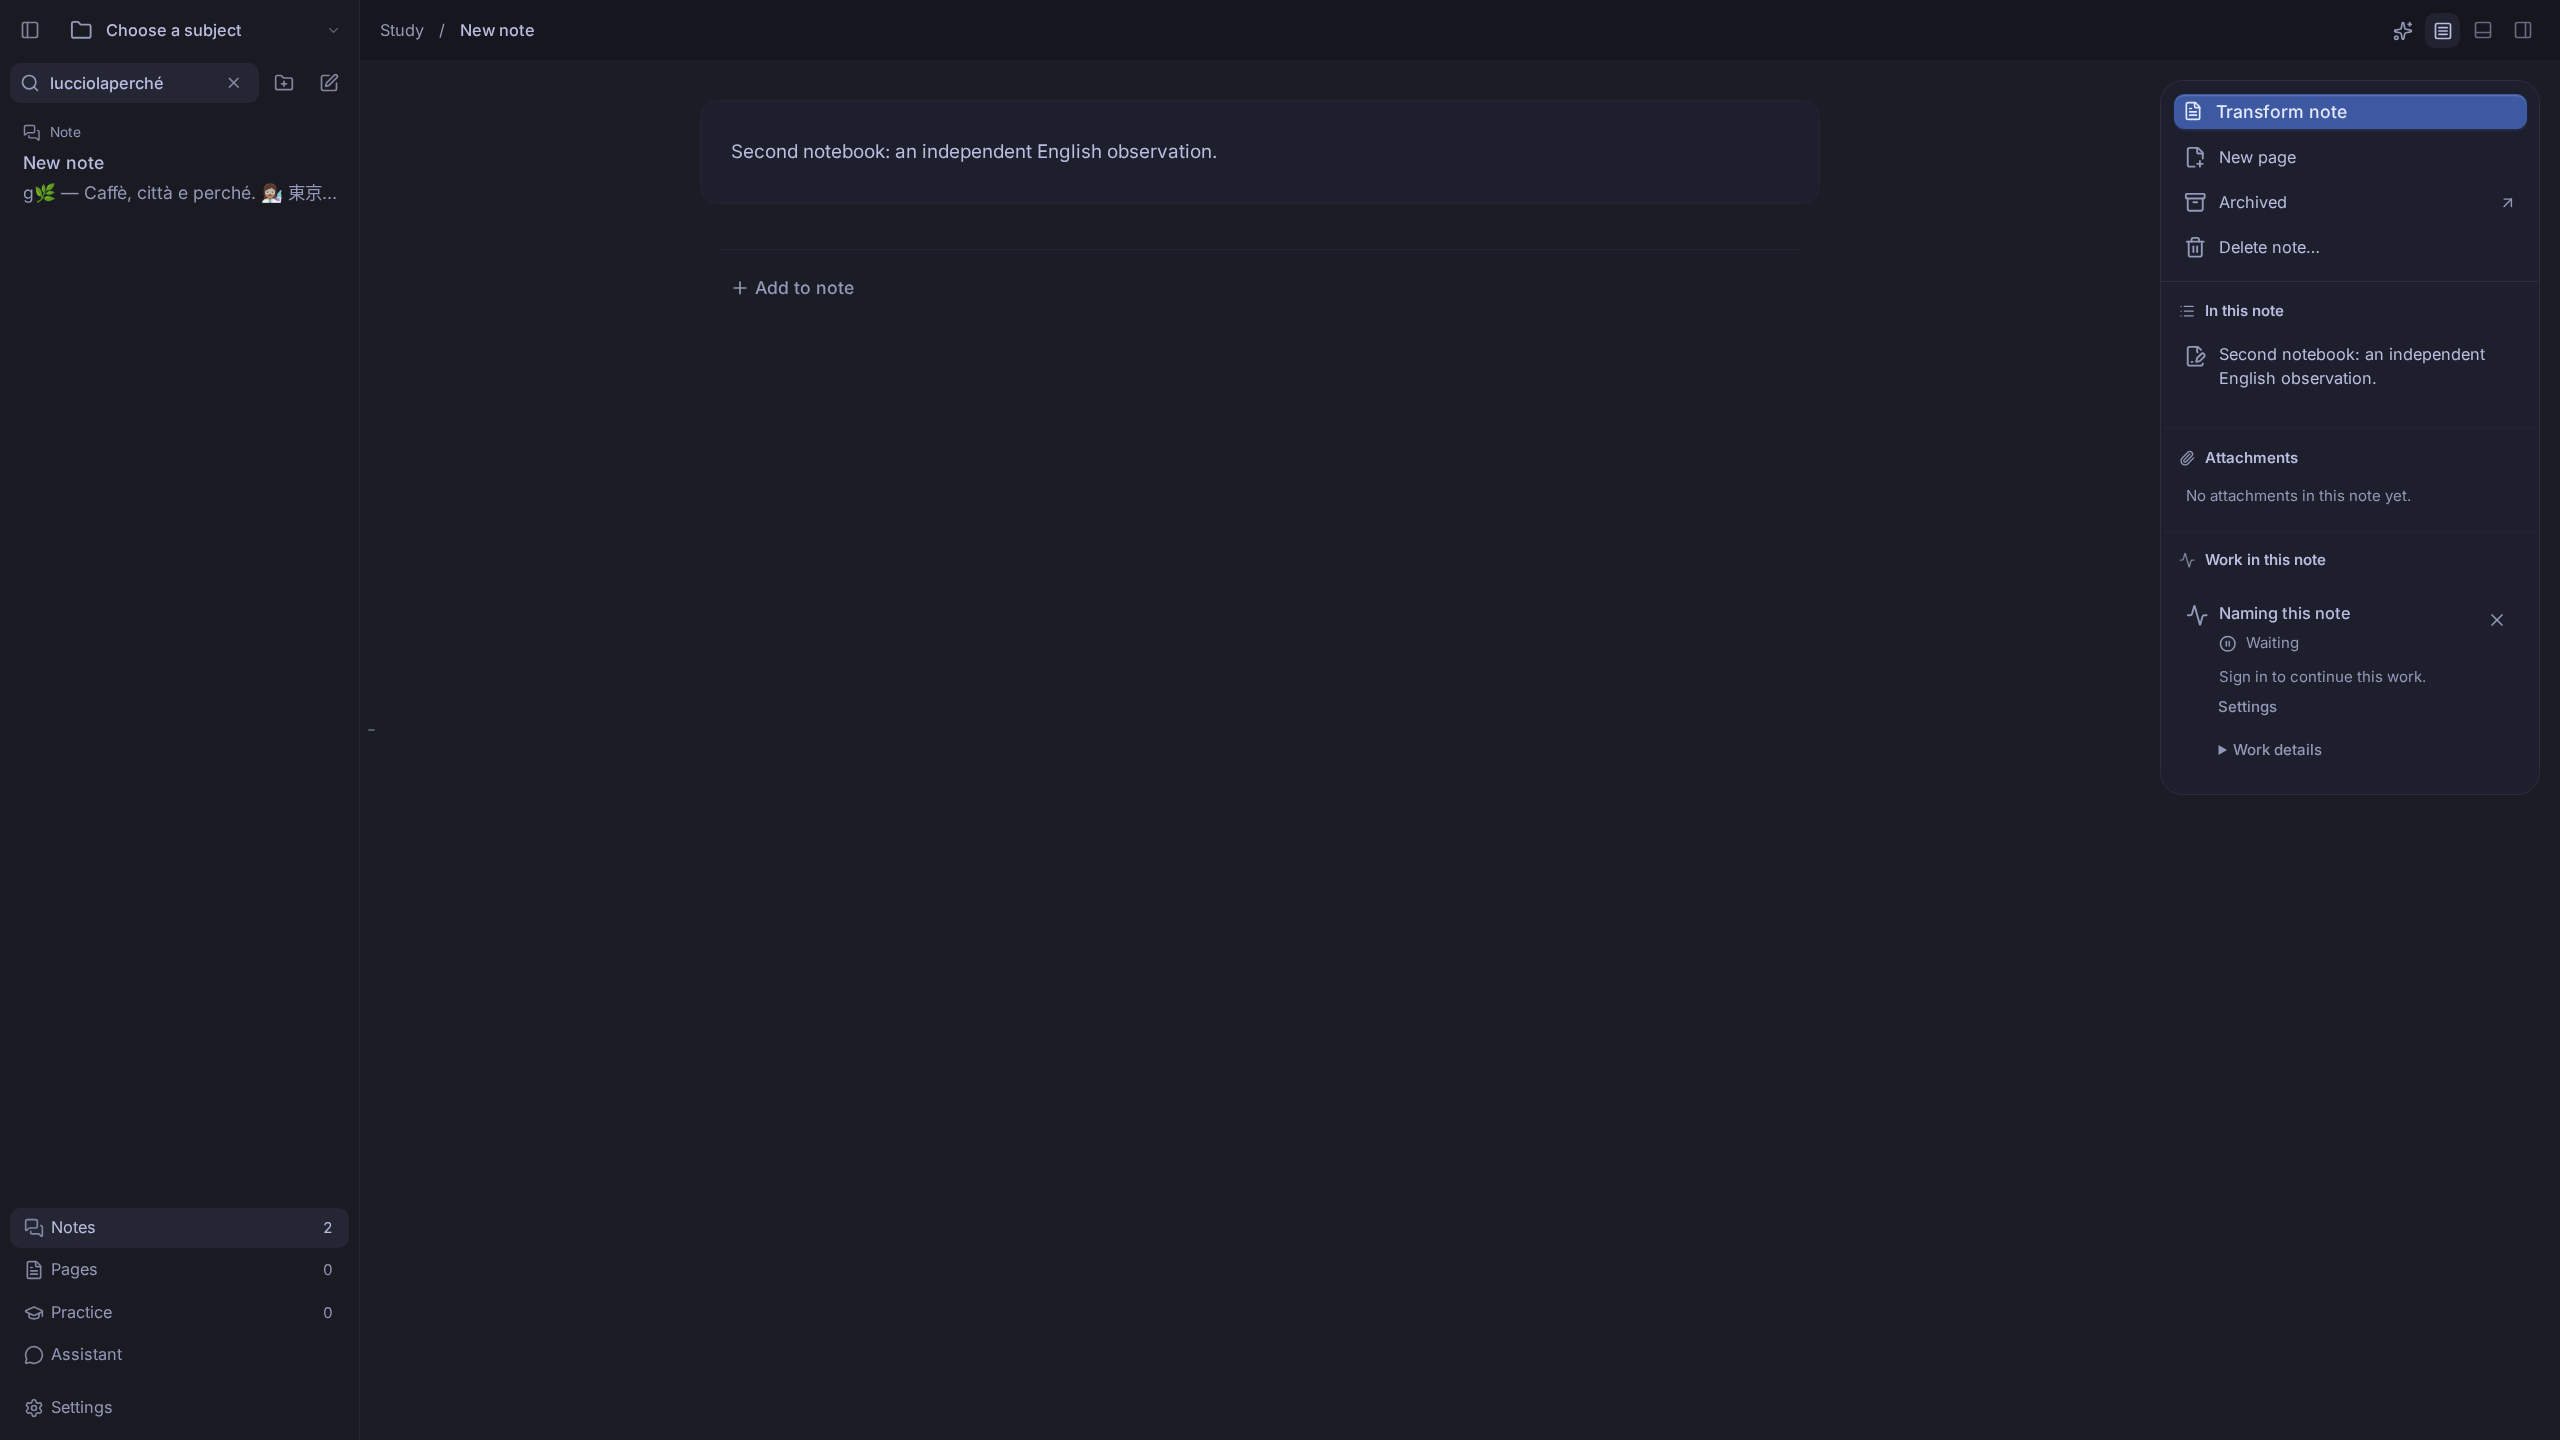 Choose a subject
lucciolaperché
Note
New note
g🌿 — Caffè, città e perché. 👩🏽‍🔬 東京…
Notes 2
Pages 0
Practice 0
Assistant
Settings
Study / New note
Second notebook: an independent English observation.
Add to note
Transform note
New page
Archived
Delete note…
In this note
Second notebook: an independent
English observation.
Attachments
No attachments in this note yet.
Work in this note
Naming this note
Waiting
Sign in to continue this work.
Settings
Work details